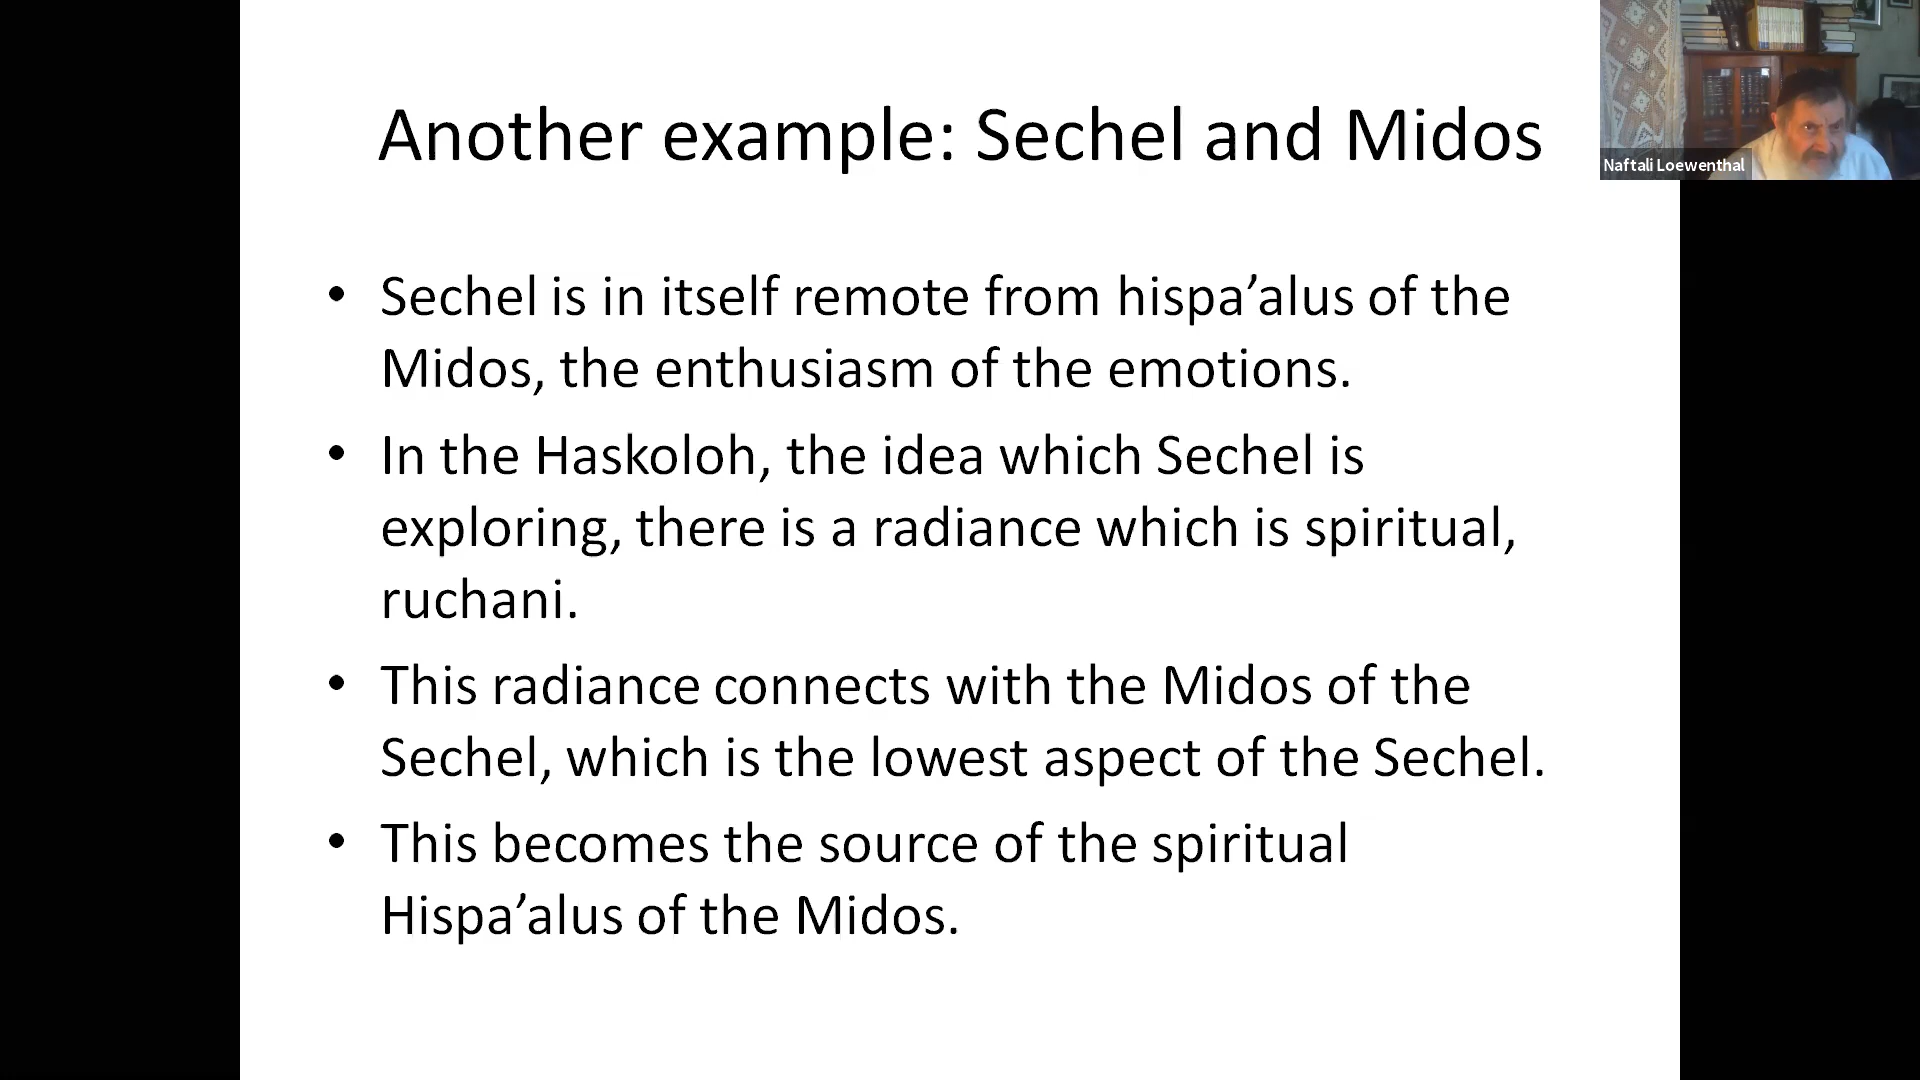 Another example: Sechel and Midos
Naftali Loewenthal
• Sechel is in itself remote from hispa’alus of the
Midos, the enthusiasm of the emotions.
• In the Haskoloh, the idea which Sechel is
exploring, there is a radiance which is spiritual,
ruchani.
• This radiance connects with the Midos of the
Sechel, which is the lowest aspect of the Sechel.
• This becomes the source of the spiritual
Hispa’alus of the Midos.